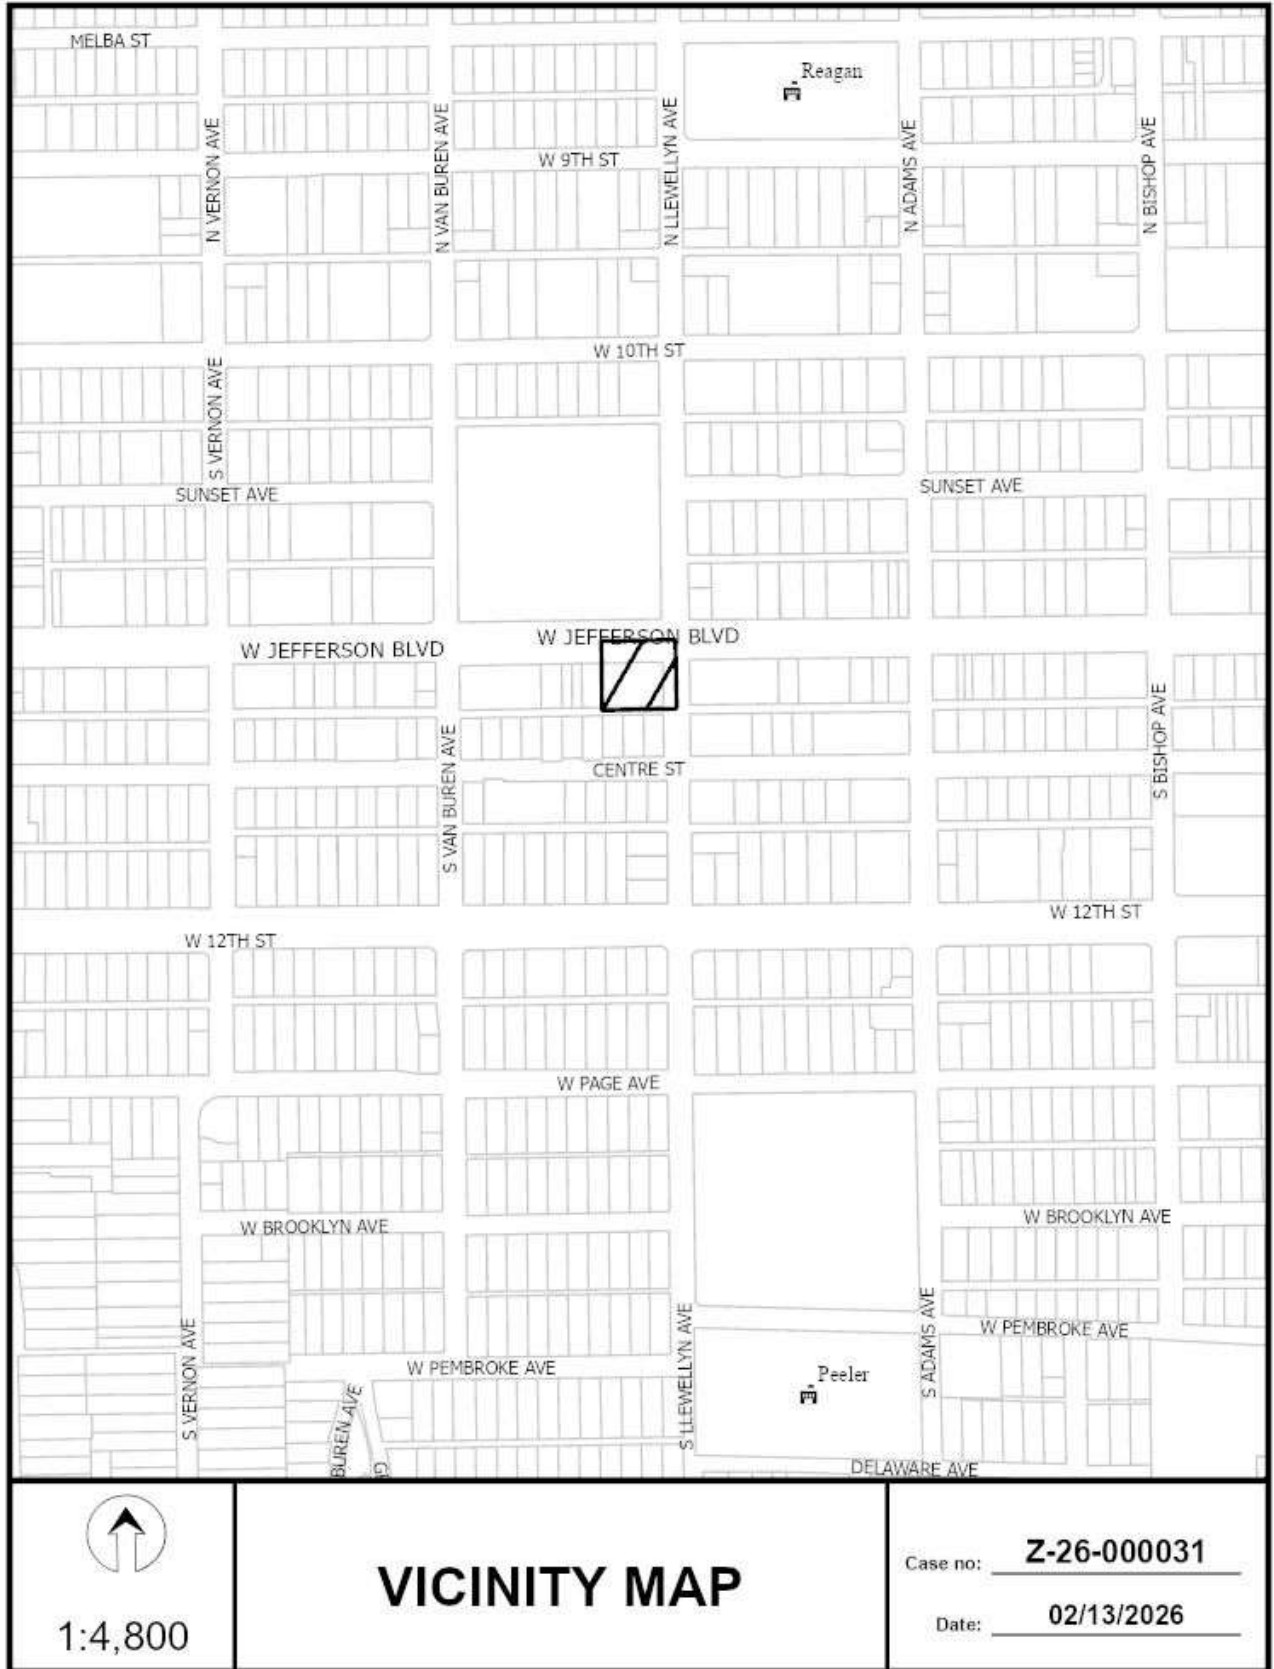 MELBA ST
Reagan
N VERNON AVE
N VAN BUREN AVE
N LLEWELLYN AVE
N ADAMS AVE
N BISHOP AVE
W 9TH ST
W 10TH ST
S VERNON AVE
SUNSET AVE
SUNSET AVE
W JEFFERSON BLVD
W JEFFERSON BLVD
S VAN BUREN AVE
S BISHOP AVE
CENTRE ST
W 12TH ST
W 12TH ST
W PAGE AVE
W BROOKLYN AVE
W BROOKLYN AVE
S VERNON AVE
S LLEWELLYN AVE
S ADAMS AVE
W PEMBROKE AVE
W PEMBROKE AVE
Peeler
BUREN AVE
DELAWARE AVE
1:4,800
VICINITY MAP
Case no: Z-26-000031
Date: 02/13/2026